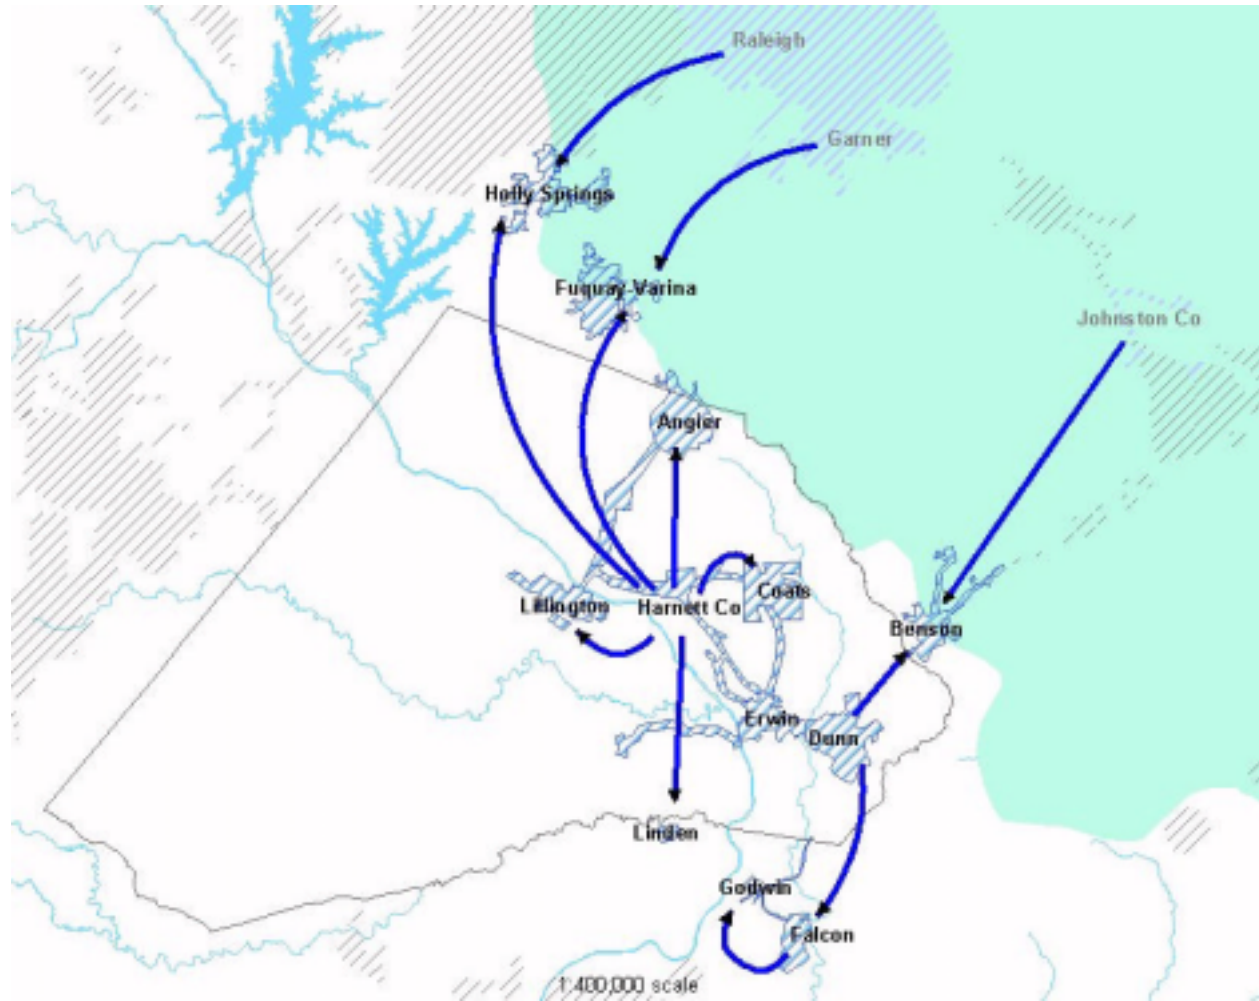 Raleigh
Garner
Holly Springs
Fuquay-Varina
Johnston Co
Angier
Lillington
Harnett Co
Coats
Benson
Erwin
Dunn
Linden
Godwin
Falcon
1:400,000 scale